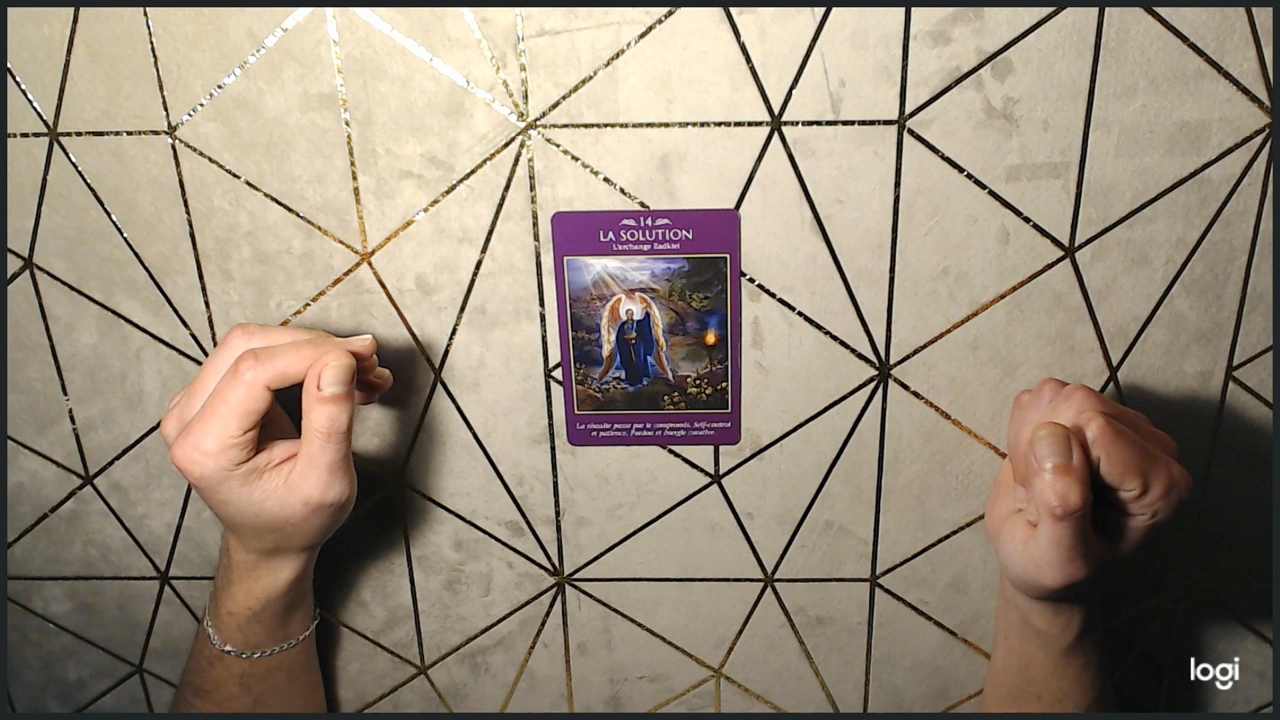 14
LA SOLUTION
L'archange Zadkiel
La réussite passe par le compromis. Self-control
et patience. Pardon et énergie curative.
logi